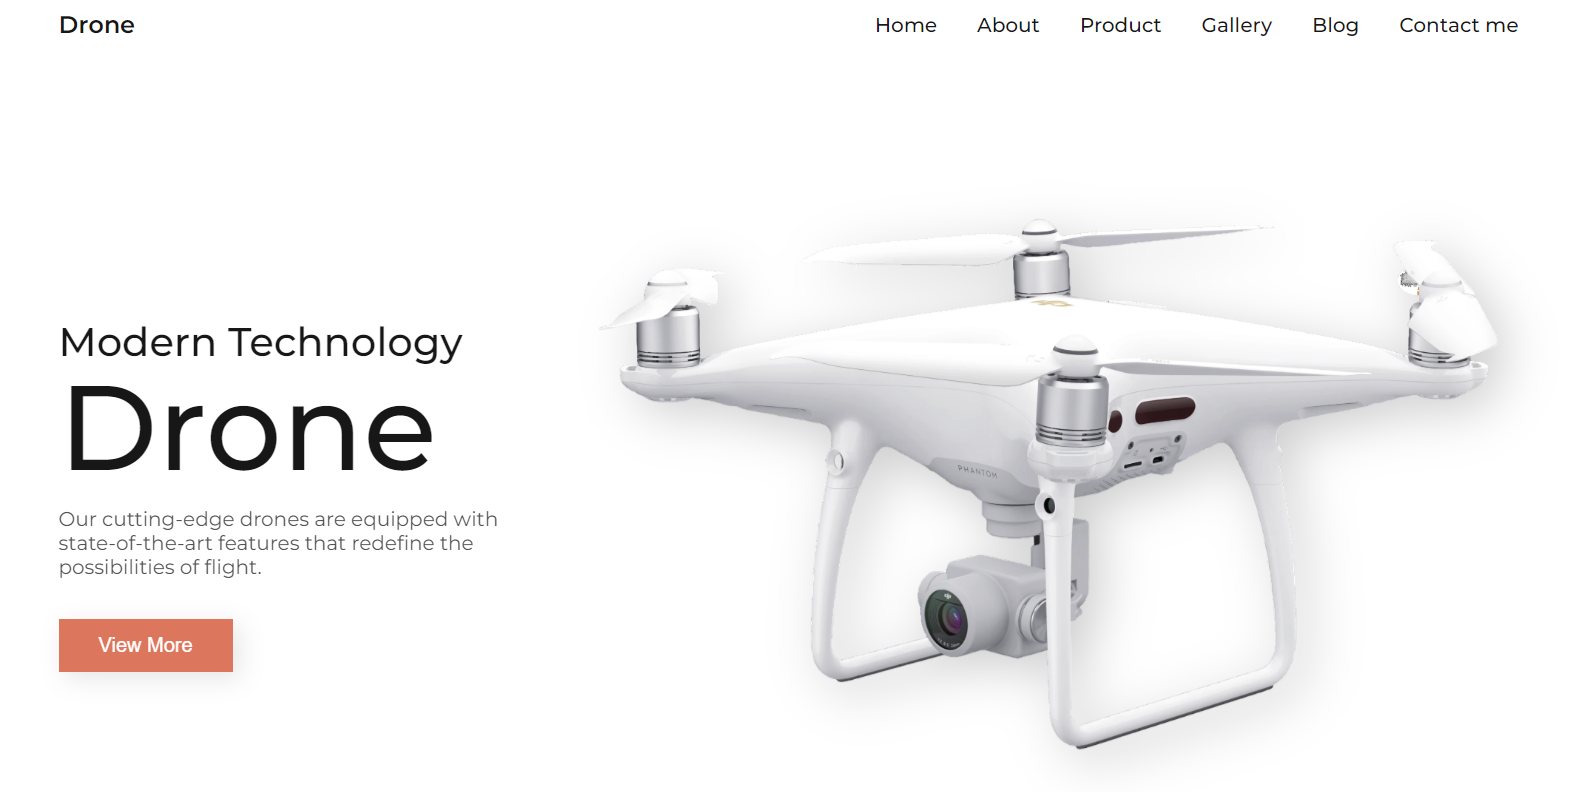 Drone
Home About Product Gallery Blog Contact me
Modern Technology
Drone
Our cutting-edge drones are equipped with
state-of-the-art features that redefine the
possibilities of flight.
View More
PHANTOM
dji